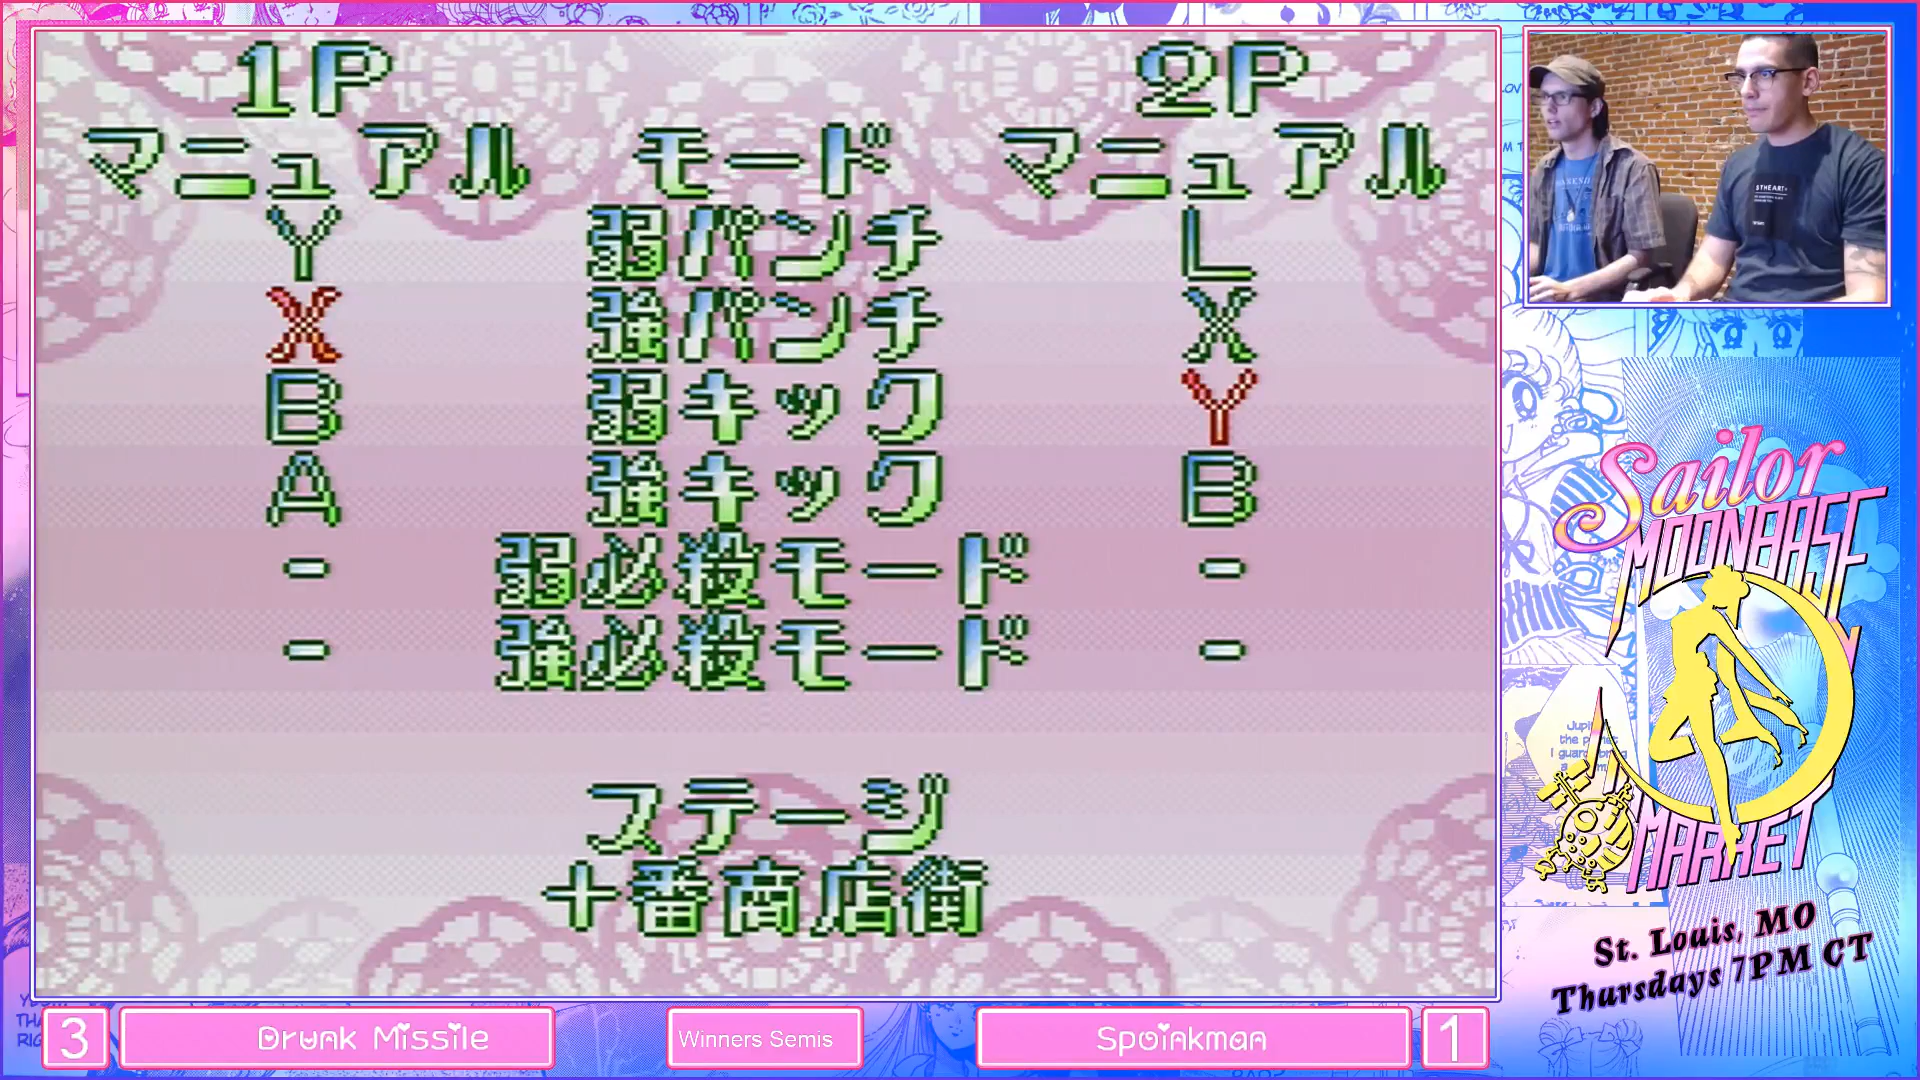 1P 2P
マニュアル モード マニュアル
Y 弱パンチ L
X 強パンチ X
B 弱キック Y
A 強キック B
- 弱必殺モード -
- 強必殺モード -
ステージ
十番商店街
Sailor
MOONBASE
MARKET
St. Louis, MO
Thursdays 7PM CT
3 Drunk Missile Winners Semis Spoinkman 1